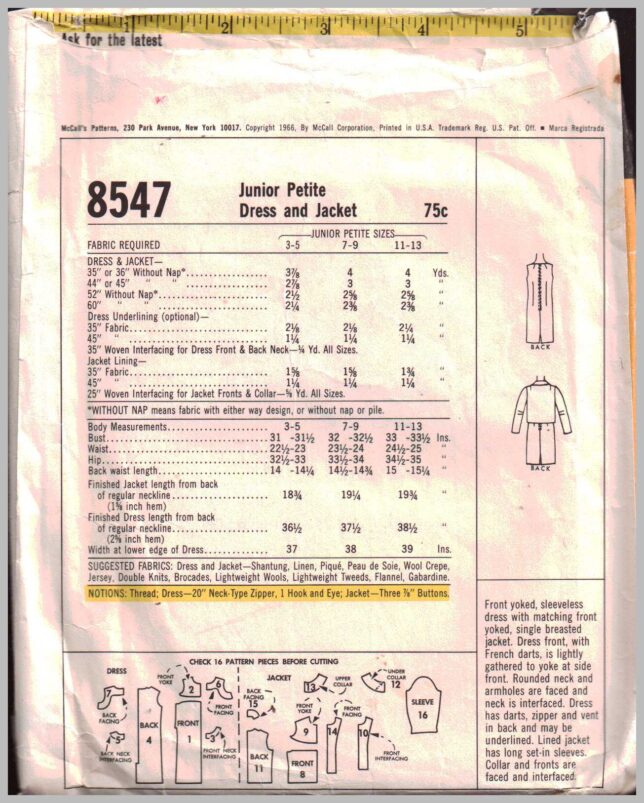 1 2 3 4 5
Ask for the latest
McCall's Patterns, 230 Park Avenue, New York 10017. Copyright 1966, By McCall Corporation, Printed in U.S.A. Trademark Reg. U.S. Pat. Off. ■ Marca Registrada
8547 Junior Petite
Dress and Jacket 75c
JUNIOR PETITE SIZES
FABRIC REQUIRED 3-5 7-9 11-13
DRESS & JACKET—
35" or 36" Without Nap* 3⅞ 4 4 Yds.
44" or 45" " " 2⅞ 3 3 "
52" Without Nap* 2½ 2⅝ 2⅝ "
60" " " 2¼ 2⅜ 2⅜ "
Dress Underlining (optional)—
35" Fabric 2⅛ 2⅛ 2¼ "
45" " 1¼ 1¼ 1¼ "
35" Woven Interfacing for Dress Front & Back Neck—¼ Yd. All Sizes.
Jacket Lining—
35" Fabric 1⅝ 1⅝ 1¾ "
45" " 1¼ 1¼ 1¼ "
25" Woven Interfacing for Jacket Fronts & Collar—⅝ Yd. All Sizes.
*WITHOUT NAP means fabric with either way design, or without nap or pile.
Body Measurements 3-5 7-9 11-13
Bust 31 -31½ 32 -32½ 33 -33½ Ins.
Waist 22½-23 23½-24 24½-25 "
Hip 32½-33 33½-34 34½-35 "
Back waist length 14 -14¼ 14½-14¾ 15 -15¼ "
Finished Jacket length from back
of regular neckline 18¾ 19¼ 19¾ "
(1⅝ inch hem)
Finished Dress length from back
of regular neckline 36½ 37½ 38½ "
(2⅝ inch hem)
Width at lower edge of Dress 37 38 39 Ins.
SUGGESTED FABRICS: Dress and Jacket—Shantung, Linen, Piqué, Peau de Soie, Wool Crepe,
Jersey, Double Knits, Brocades, Lightweight Wools, Lightweight Tweeds, Flannel, Gabardine.
NOTIONS: Thread; Dress—20" Neck-Type Zipper, 1 Hook and Eye; Jacket—Three ⅞" Buttons.
BACK
BACK
Front yoked, sleeveless
dress with matching front
yoked, single breasted
jacket. Dress front, with
French darts, is lightly
gathered to yoke at side
front. Rounded neck and
armholes are faced and
neck is interfaced. Dress
has darts, zipper and vent
in back and may be
underlined. Lined jacket
has long set-in sleeves.
Collar and fronts are
faced and interfaced.
CHECK 16 PATTERN PIECES BEFORE CUTTING
DRESS
7
BACK
FACING
5
BACK NECK
INTERFACING
BACK
4
FRONT
YOKE
2
6
FRONT
FACING
FRONT
1
3
FRONT NECK
INTERFACING
JACKET
BACK
FACING
15
BACK
11
13
UPPER
COLLAR
FRONT
YOKE
9
FRONT
8
FRONT
FACING
14
10
FRONT
INTERFACING
UNDER
COLLAR
12
SLEEVE
16